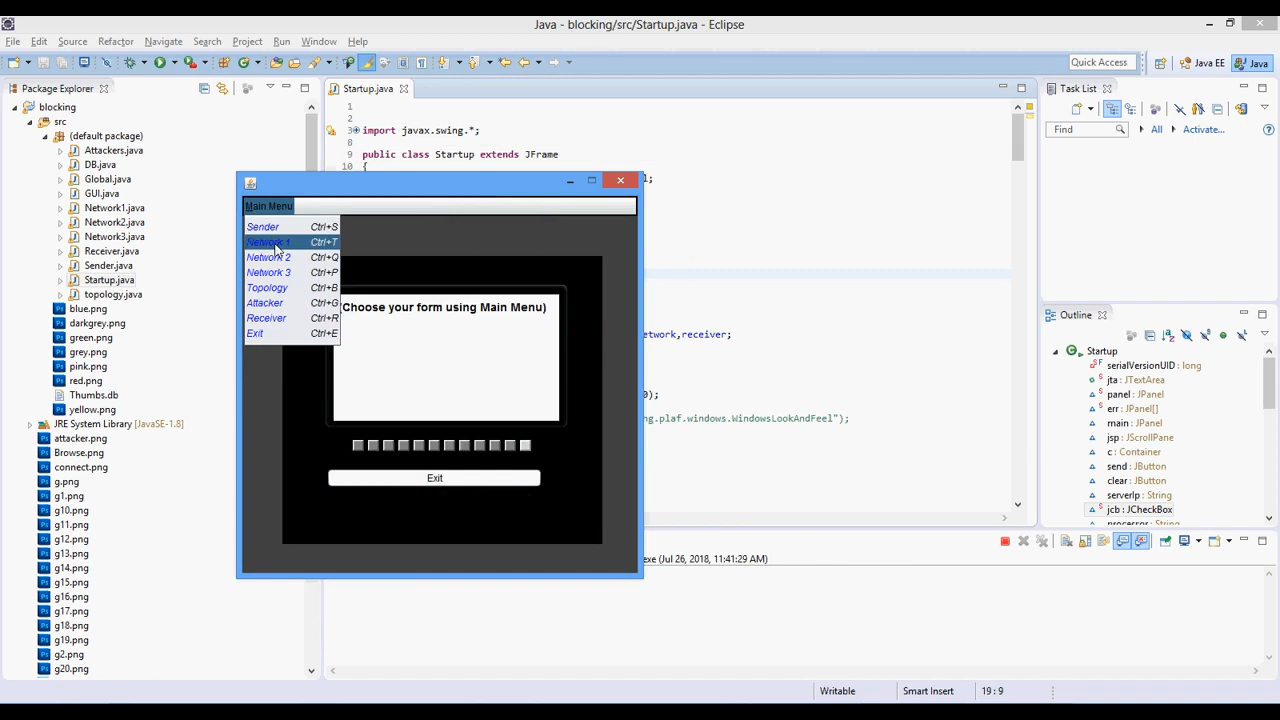 Java - blocking/src/Startup.java - Eclipse
File Edit Source Refactor Navigate Search Project Run Window Help
Quick Access
Java EE
Java
Package Explorer
blocking
src
(default package)
Attackers.java
DB.java
Global.java
GUI.java
Network1.java
Network2.java
Network3.java
Receiver.java
Sender.java
Startup.java
topology.java
blue.png
darkgrey.png
green.png
grey.png
pink.png
red.png
Thumbs.db
yellow.png
JRE System Library [JavaSE-1.8]
attacker.png
Browse.png
connect.png
g.png
g1.png
g10.png
g11.png
g12.png
g13.png
g14.png
g15.png
g16.png
g17.png
g18.png
g19.png
g2.png
g20.png
Startup.java
1
2
3 import javax.swing.*;
8
9 public class Startup extends JFrame
10 {
1;
etwork,receiver;
0);
ng.plaf.windows.WindowsLookAndFeel");
Main Menu
Sender Ctrl+S
Network 1 Ctrl+T
Network 2 Ctrl+Q
Network 3 Ctrl+P
Topology Ctrl+B
Attacker Ctrl+G
Receiver Ctrl+R
Exit Ctrl+E
Choose your form using Main Menu)
Exit
Task List
Find
All
Activate...
Outline
Startup
serialVersionUID : long
jta : JTextArea
panel : JPanel
err : JPanel[]
main : JPanel
jsp : JScrollPane
c : Container
send : JButton
clear : JButton
serverIp : String
jcb : JCheckBox
processor : String
.exe (Jul 26, 2018, 11:41:29 AM)
Writable
Smart Insert
19 : 9